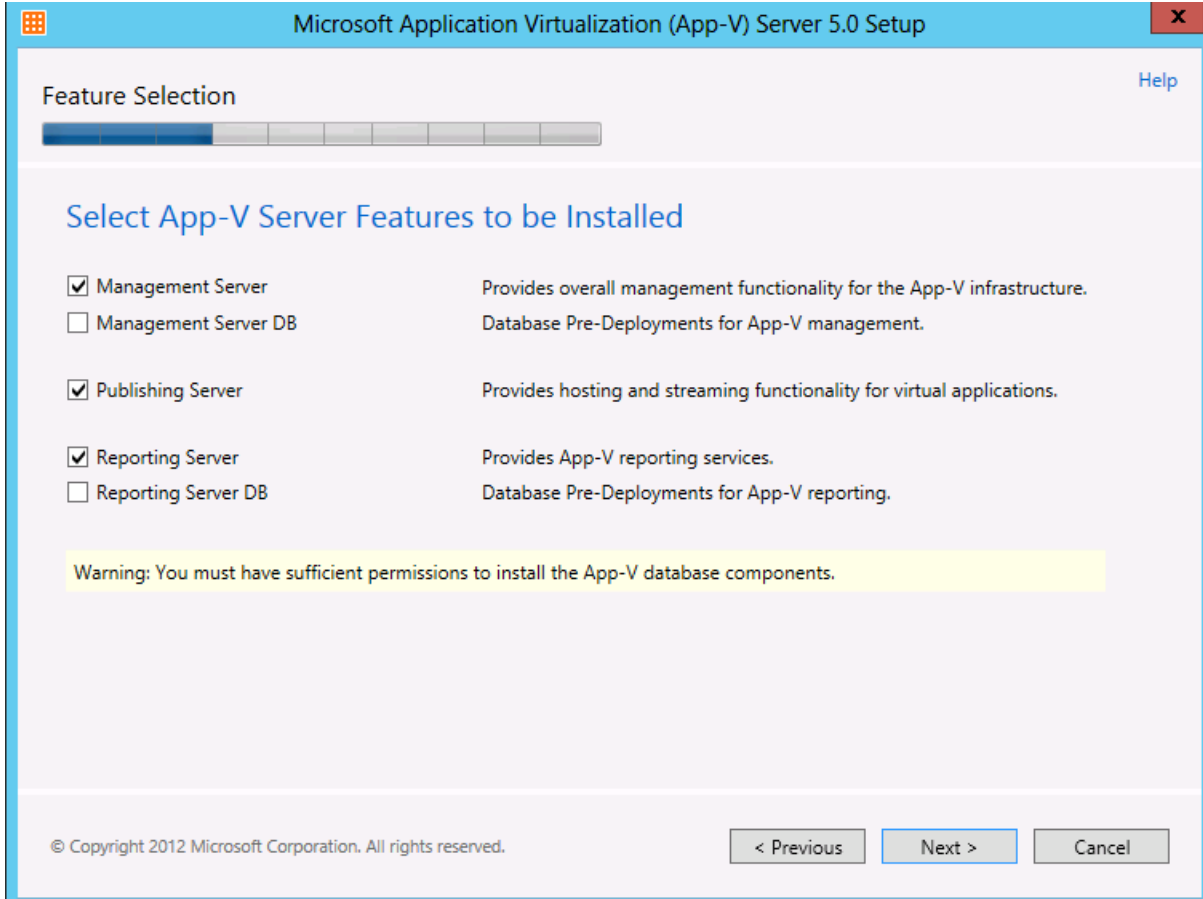 Microsoft Application Virtualization (App-V) Server 5.0 Setup
x
Help
Feature Selection
Select App-V Server Features to be Installed
Management Server Provides overall management functionality for the App-V infrastructure.
Management Server DB Database Pre-Deployments for App-V management.
Publishing Server Provides hosting and streaming functionality for virtual applications.
Reporting Server Provides App-V reporting services.
Reporting Server DB Database Pre-Deployments for App-V reporting.
Warning: You must have sufficient permissions to install the App-V database components.
© Copyright 2012 Microsoft Corporation. All rights reserved.
< Previous Next > Cancel